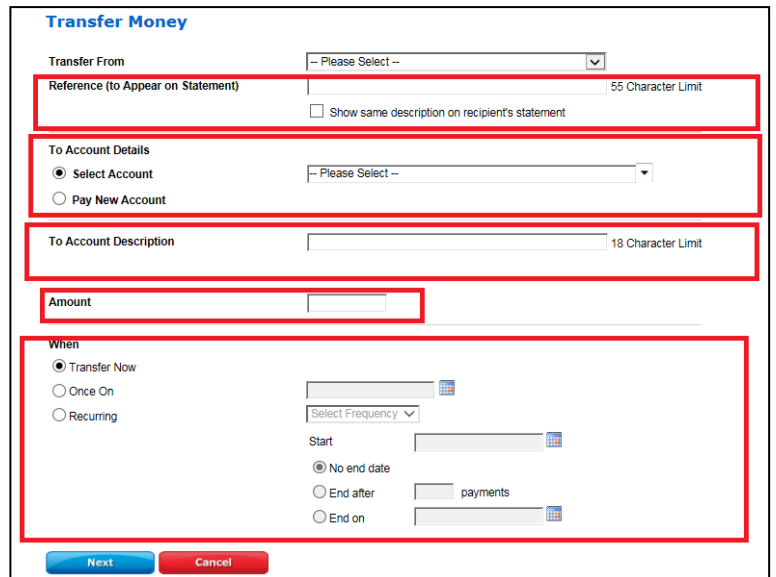 Transfer Money
Transfer From -- Please Select --
Reference (to Appear on Statement) 55 Character Limit
Show same description on recipient's statement
To Account Details
Select Account -- Please Select --
Pay New Account
To Account Description 18 Character Limit
Amount
When
Transfer Now
Once On
Recurring Select Frequency
Start
No end date
End after payments
End on
Next Cancel